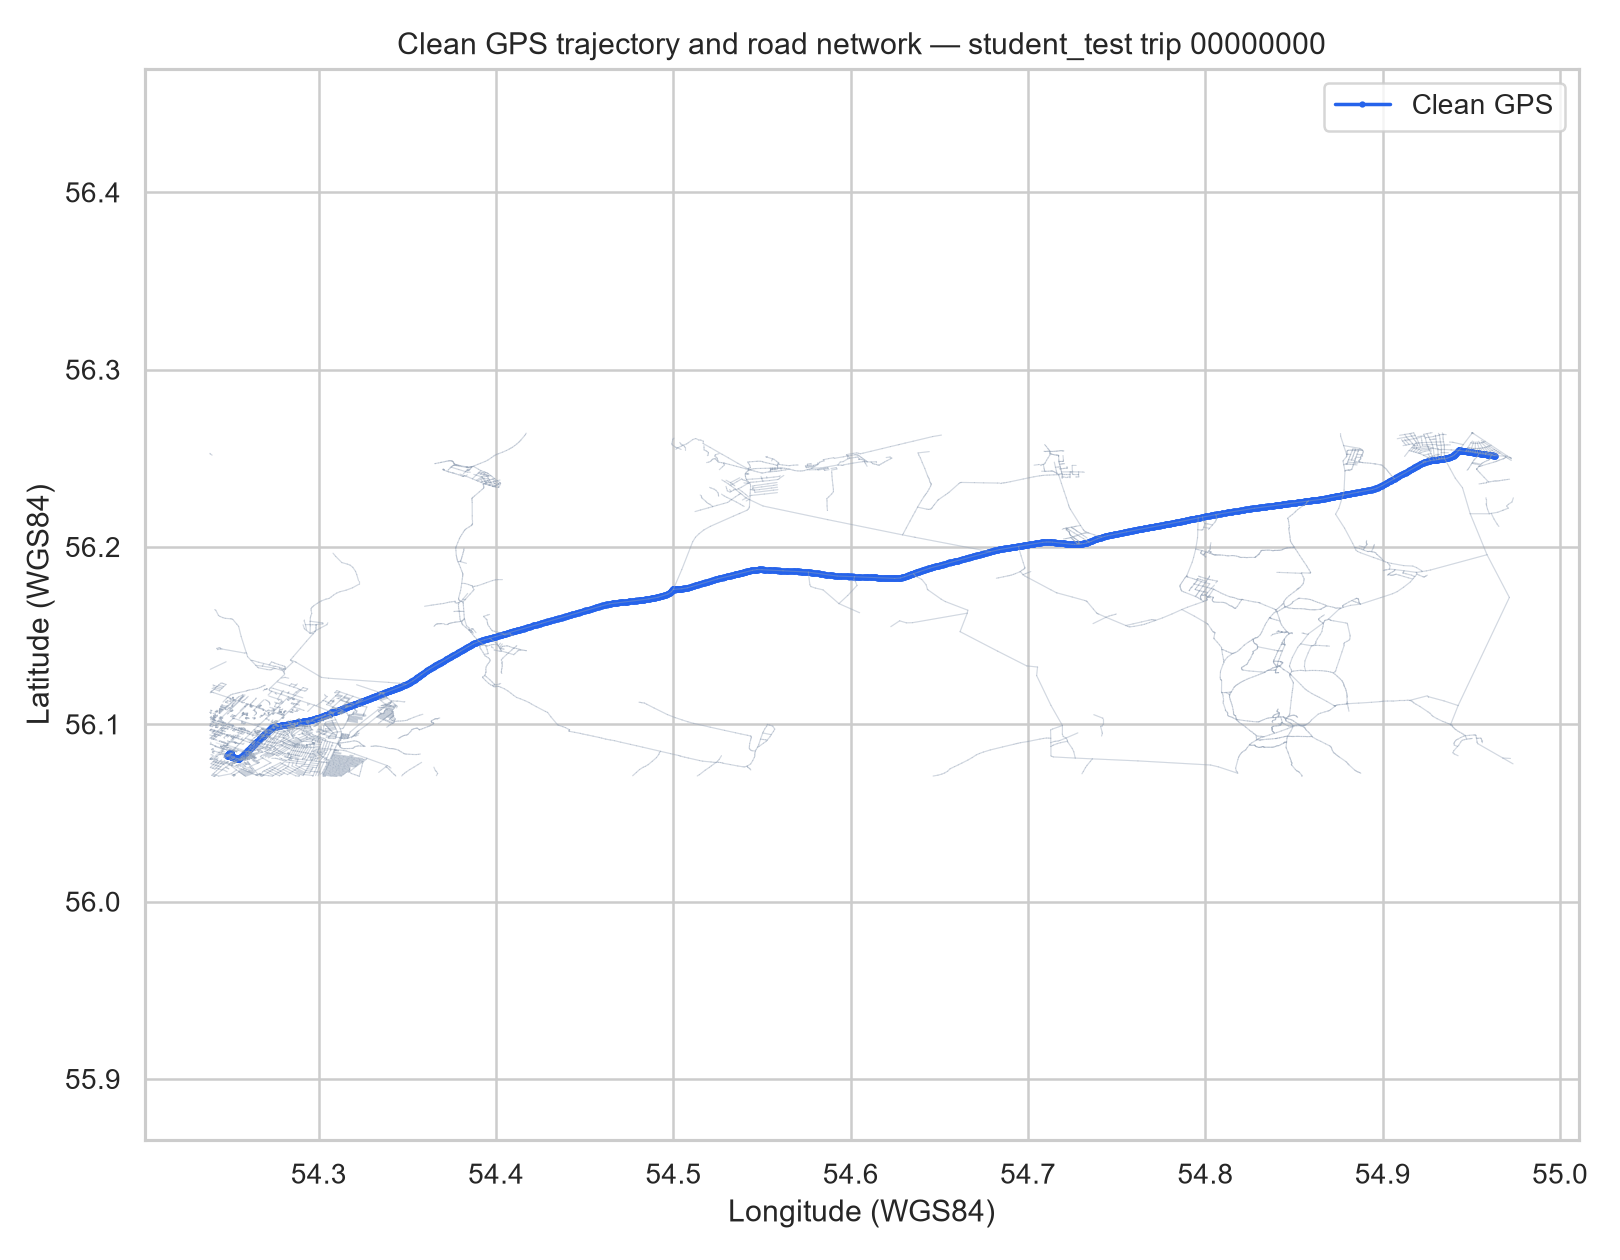 Clean GPS trajectory and road network — student_test trip 00000000
Clean GPS
56.4
56.3
56.2
56.1
56.0
55.9
Latitude (WGS84)
54.3 54.4 54.5 54.6 54.7 54.8 54.9 55.0
Longitude (WGS84)